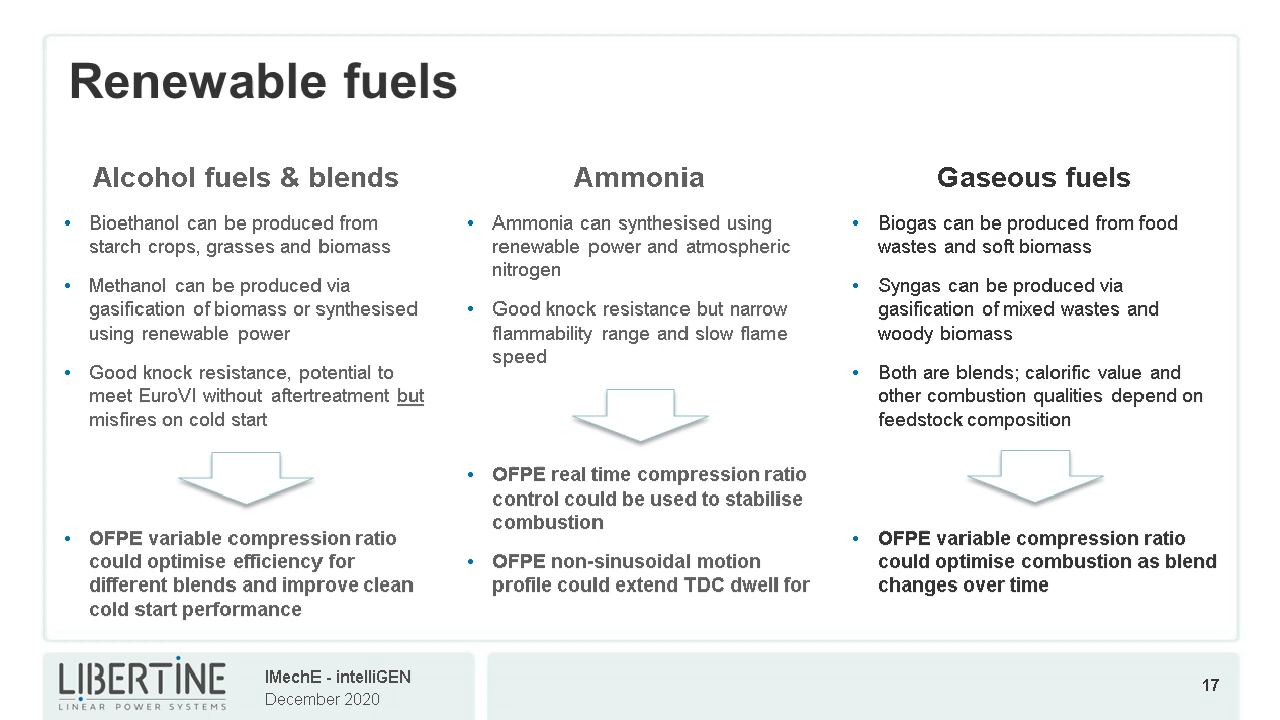 Renewable fuels
Alcohol fuels & blends
• Bioethanol can be produced from
starch crops, grasses and biomass
• Methanol can be produced via
gasification of biomass or synthesised
using renewable power
• Good knock resistance, potential to
meet EuroVI without aftertreatment but
misfires on cold start
• OFPE variable compression ratio
could optimise efficiency for
different blends and improve clean
cold start performance
Ammonia
• Ammonia can synthesised using
renewable power and atmospheric
nitrogen
• Good knock resistance but narrow
flammability range and slow flame
speed
• OFPE real time compression ratio
control could be used to stabilise
combustion
• OFPE non-sinusoidal motion
profile could extend TDC dwell for
Gaseous fuels
• Biogas can be produced from food
wastes and soft biomass
• Syngas can be produced via
gasification of mixed wastes and
woody biomass
• Both are blends; calorific value and
other combustion qualities depend on
feedstock composition
• OFPE variable compression ratio
could optimise combustion as blend
changes over time
LIBERTINE
LINEAR POWER SYSTEMS
IMechE - intelliGEN
December 2020
17